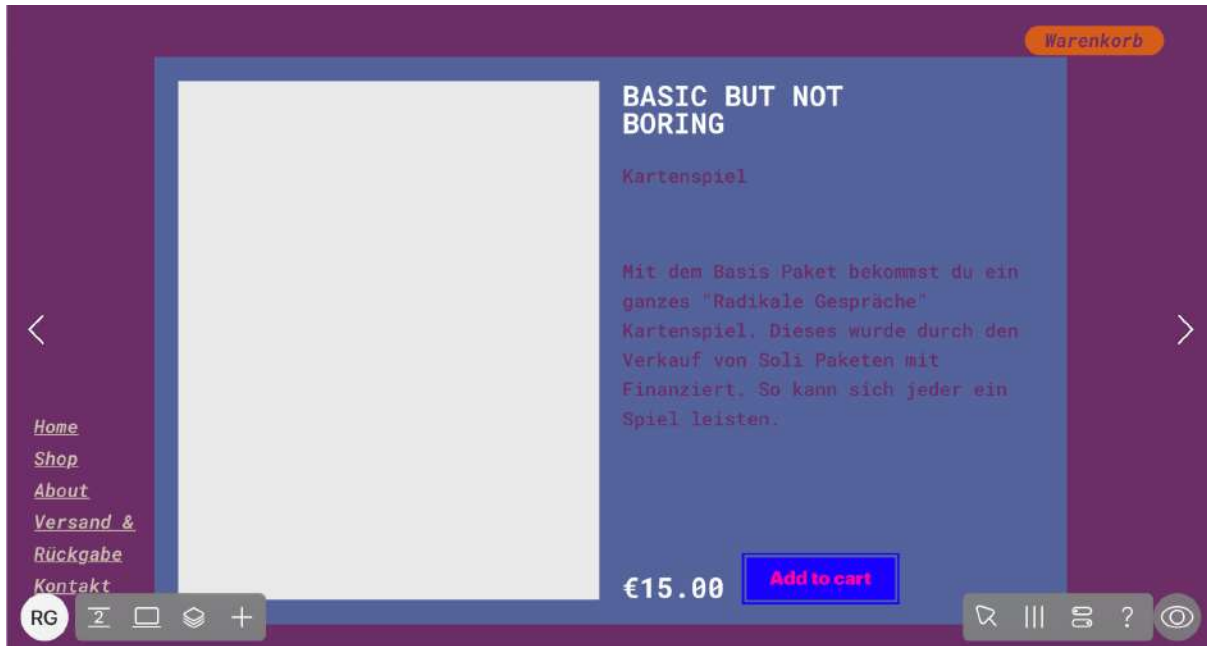 Warenkorb
BASIC BUT NOT
BORING
Kartenspiel
Mit dem Basis Paket bekommst du ein
ganzes "Radikale Gespräche"
Kartenspiel. Dieses wurde durch den
Verkauf von Soli Paketen mit
Finanziert. So kann sich jeder ein
Spiel leisten.
€15.00
Add to cart
Home
Shop
About
Versand &
Rückgabe
Kontakt
RG
2
?